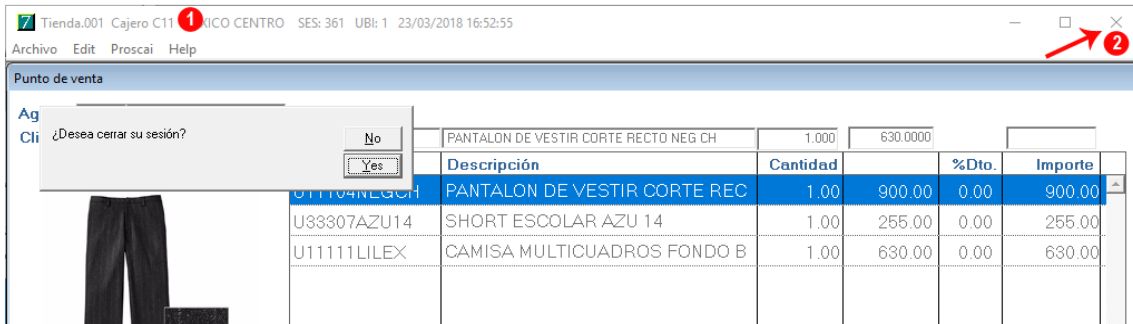 7 Tienda.001 Cajero C11 1 XICO CENTRO SES: 361 UBI: 1 23/03/2018 16:52:55
2
Archivo Edit Proscai Help
Punto de venta
Ag
¿Desea cerrar su sesión?
No
Yes
Cli PANTALON DE VESTIR CORTE RECTO NEG CH 1.000 630.0000
Descripción Cantidad %Dto. Importe
U11104NEGCH PANTALON DE VESTIR CORTE REC 1.00 900.00 0.00 900.00
U33307AZU14 SHORT ESCOLAR AZU 14 1.00 255.00 0.00 255.00
U11111LILEX CAMISA MULTICUADROS FONDO B 1.00 630.00 0.00 630.00